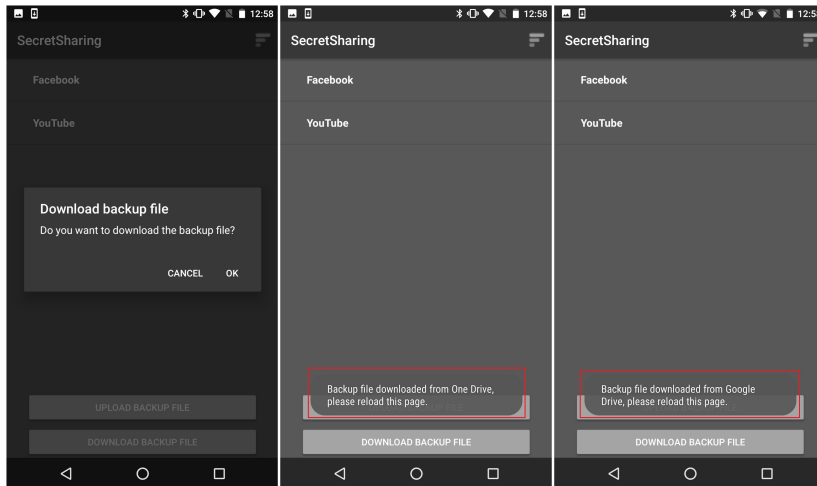 12:58
SecretSharing
Facebook
YouTube
Download backup file
Do you want to download the backup file?
CANCEL OK
UPLOAD BACKUP FILE
DOWNLOAD BACKUP FILE
12:58
SecretSharing
Facebook
YouTube
Backup file downloaded from One Drive,
please reload this page.
DOWNLOAD BACKUP FILE
12:5
SecretSharing
Facebook
YouTube
Backup file downloaded from Google
Drive, please reload this page.
DOWNLOAD BACKUP FILE